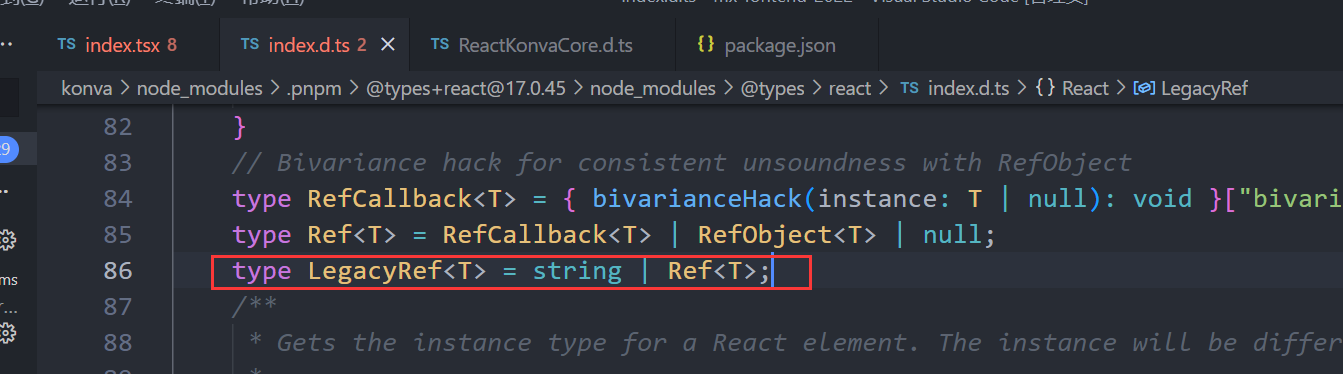 index.tsx 8
index.d.ts 2
ReactKonvaCore.d.ts
{} package.json
konva > node_modules > .pnpm > @types+react@17.0.45 > node_modules > @types > react > TS index.d.ts > {} React > LegacyRef
82 }
83 // Bivariance hack for consistent unsoundness with RefObject
84 type RefCallback<T> = { bivarianceHack(instance: T | null): void }["bivari
85 type Ref<T> = RefCallback<T> | RefObject<T> | null;
86 type LegacyRef<T> = string | Ref<T>;
87 /**
88 * Gets the instance type for a React element. The instance will be differ
ms